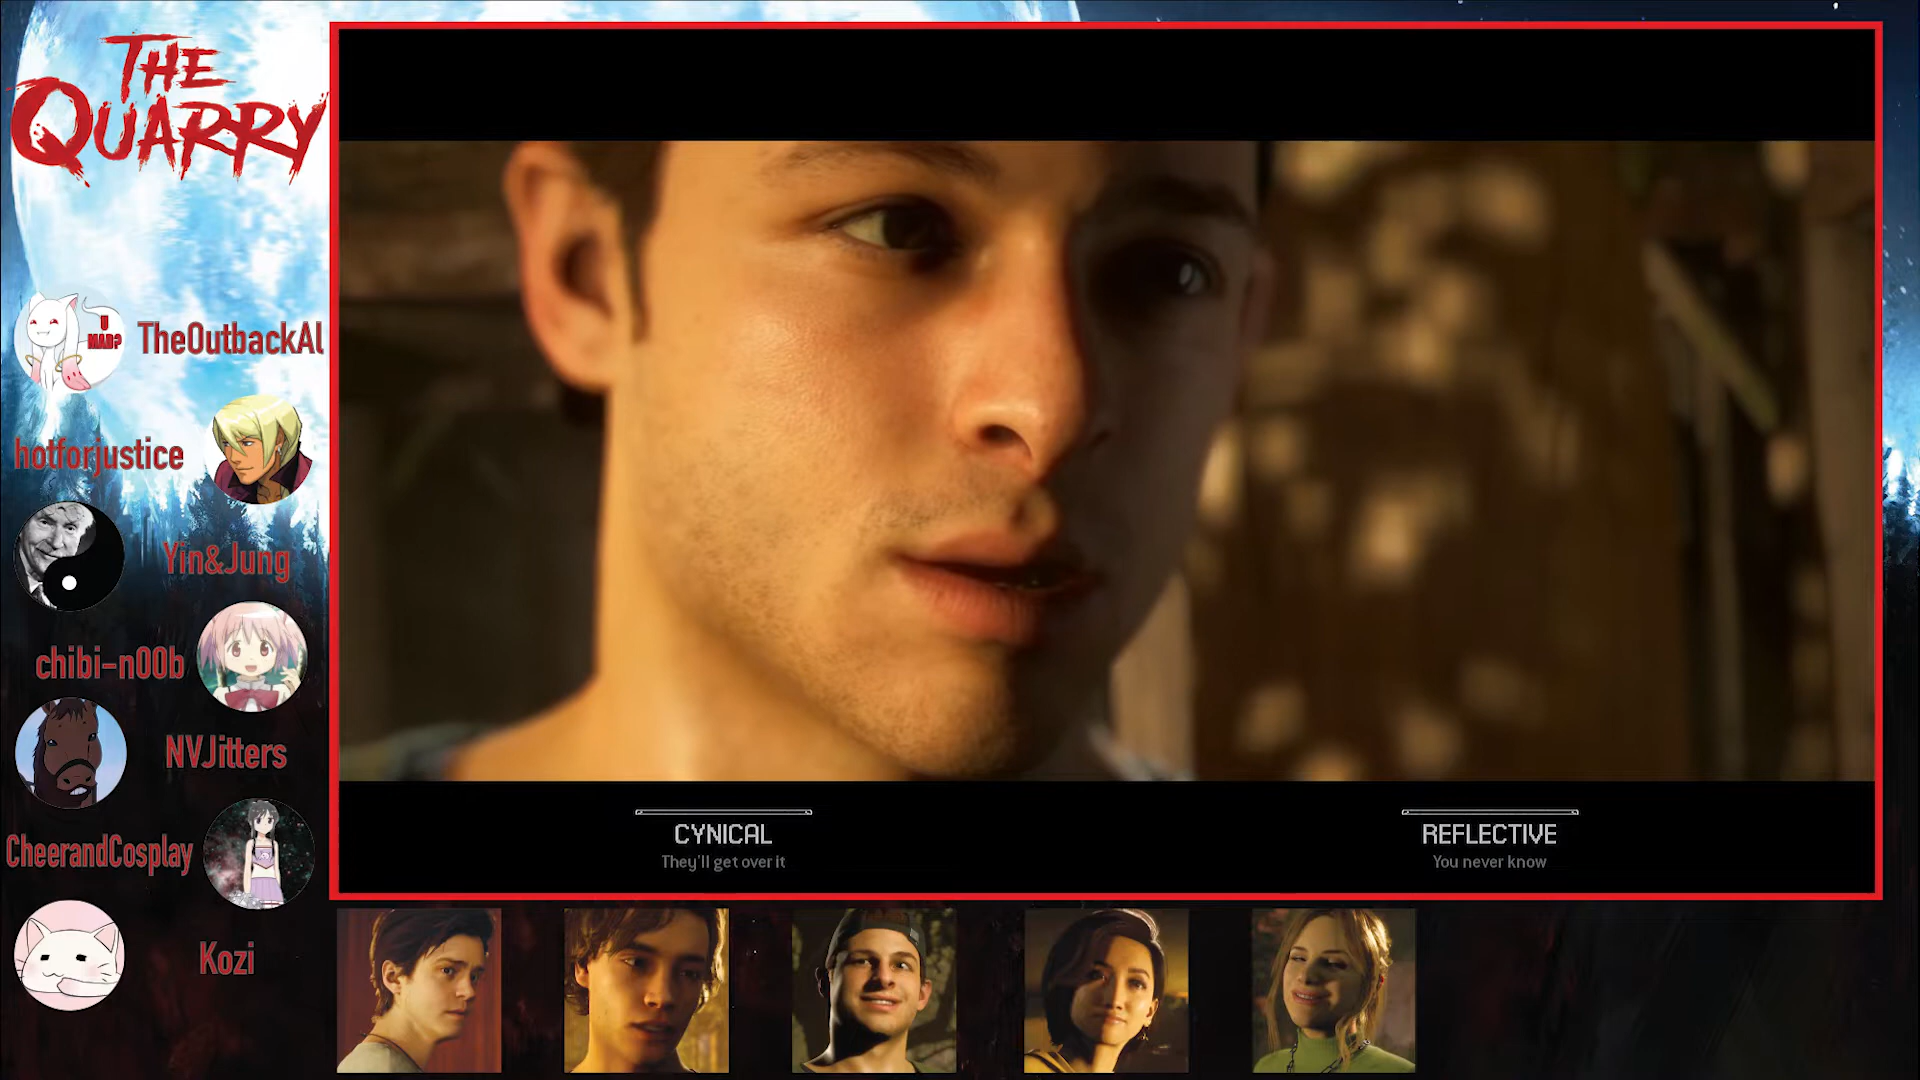 THE
QUARRY
U
MAD?
TheOutbackAl
hotforjustice
Yin&Jung
chibi-n00b
NVJitters
CheerandCosplay
Kozi
CYNICAL
They'll get over it
REFLECTIVE
You never know